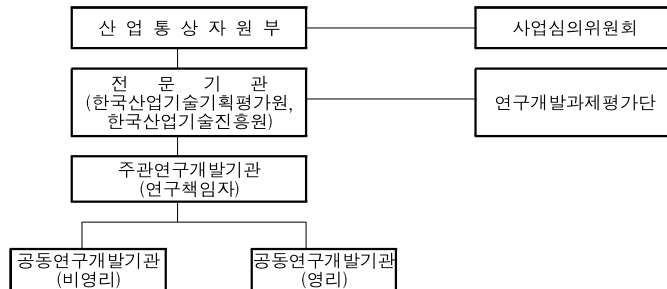 산 업 통 상 자 원 부
사업심의위원회
전 문 기 관
(한국산업기술기획평가원,
한국산업기술진흥원)
연구개발과제평가단
주관연구개발기관
(연구책임자)
공동연구개발기관
(비영리)
공동연구개발기관
(영리)